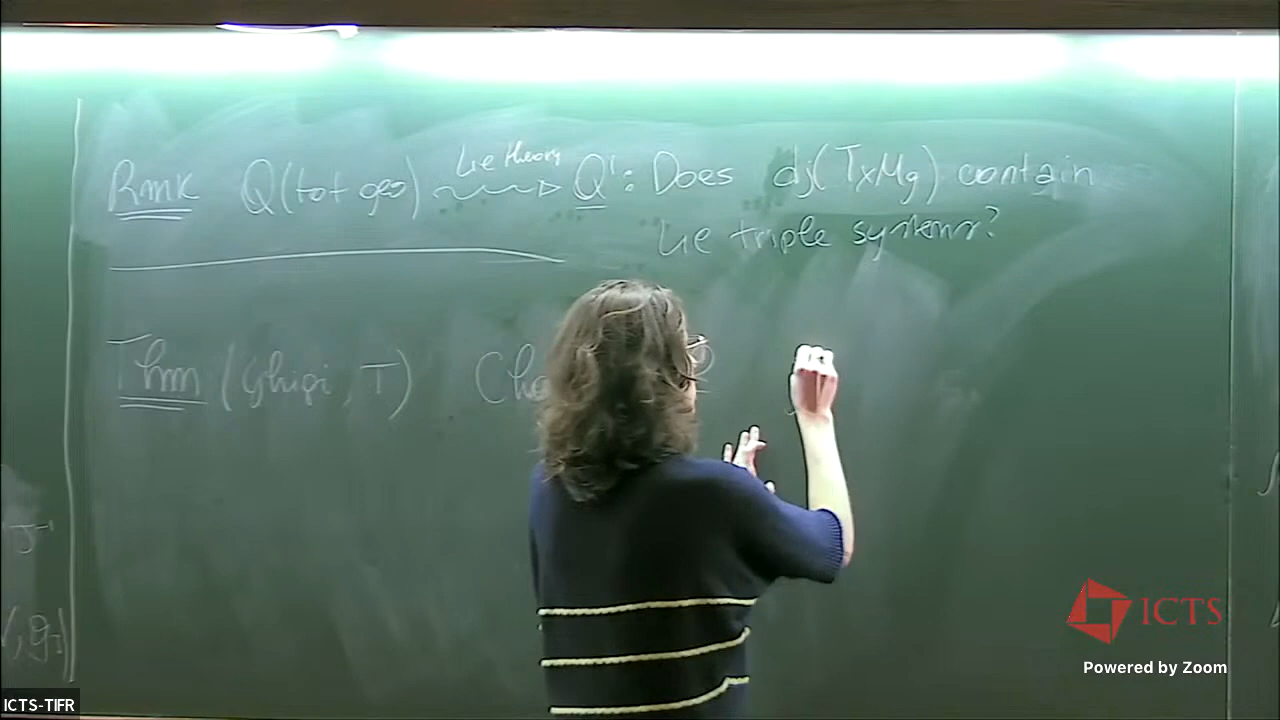 Rmk Q(tot geo) Lie theory Q': Does dj(TxMg) contain
Lie triple systems?
Thm (Ghigi, T)
J
, gJ)
ICTS
Powered by Zoom
ICTS-TIFR